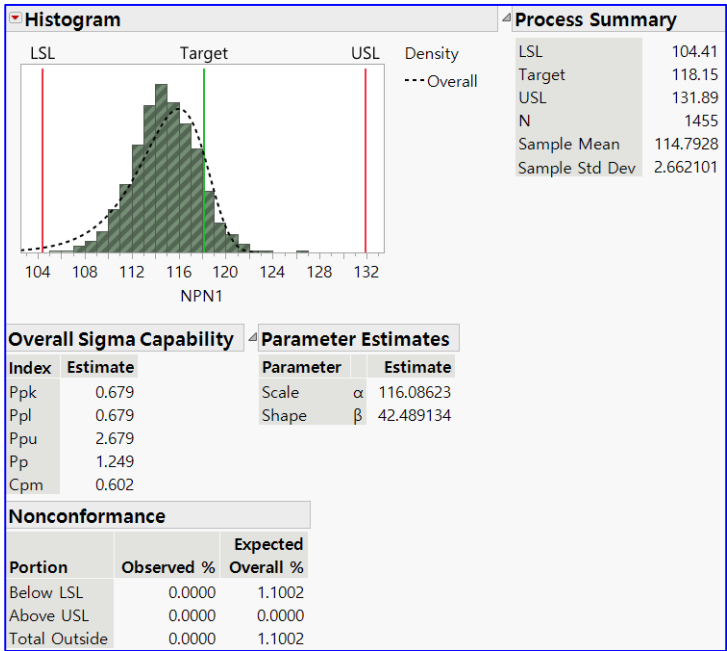 Histogram
LSL Target USL
Density
Overall
104 108 112 116 120 124 128 132
NPN1
Process Summary
LSL 104.41
Target 118.15
USL 131.89
N 1455
Sample Mean 114.7928
Sample Std Dev 2.662101
Overall Sigma Capability
Index Estimate
Ppk 0.679
Ppl 0.679
Ppu 2.679
Pp 1.249
Cpm 0.602
Parameter Estimates
Parameter Estimate
Scale α 116.08623
Shape β 42.489134
Nonconformance
Expected
Portion Observed % Overall %
Below LSL 0.0000 1.1002
Above USL 0.0000 0.0000
Total Outside 0.0000 1.1002